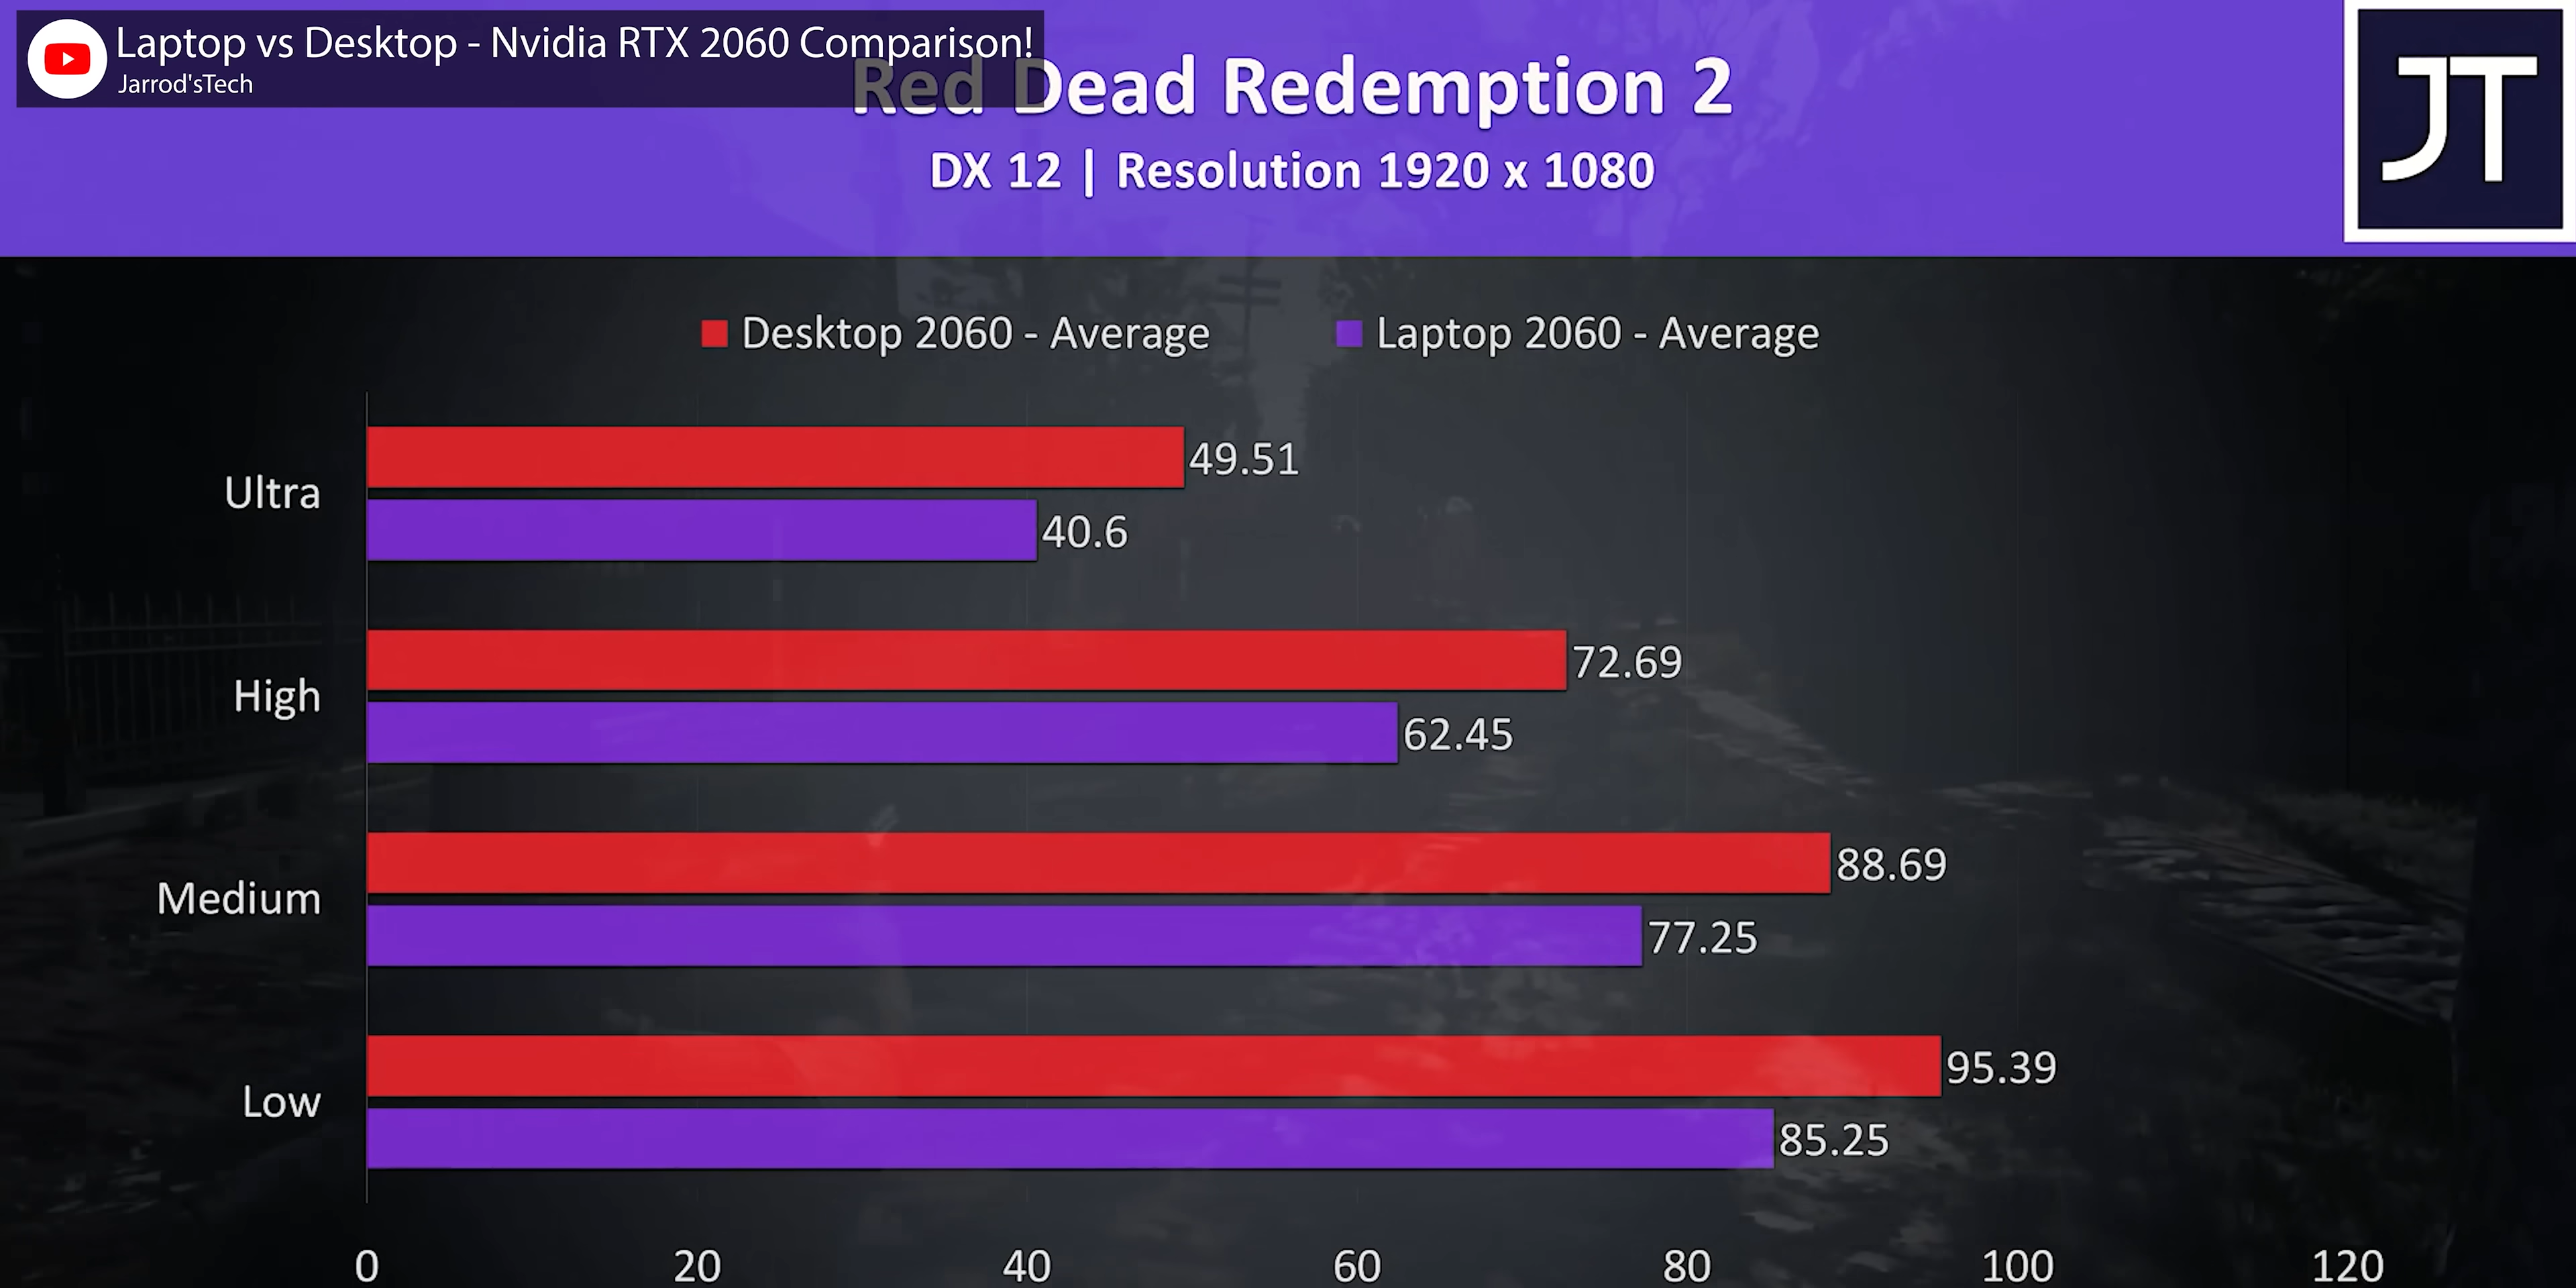 Laptop vs Desktop - Nvidia RTX 2060 Comparison!
Jarrod'sTech
Red Dead Redemption 2
DX 12 | Resolution 1920 x 1080
JT
Desktop 2060 - Average
Laptop 2060 - Average
Ultra
49.51
40.6
High
72.69
62.45
Medium
88.69
77.25
Low
95.39
85.25
0 20 40 60 80 100 120